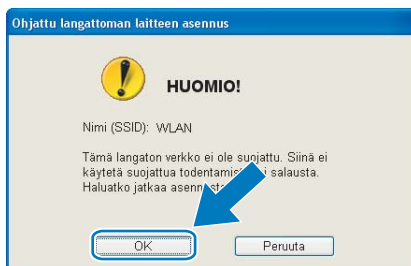 Ohjattu langattoman laitteen asennus
HUOMIO!
Nimi (SSID): WLAN
Tämä langaton verkko ei ole suojattu. Siinä ei
käytetä suojattua salausta.
Haluatko jatkaa
OK
Peruuta